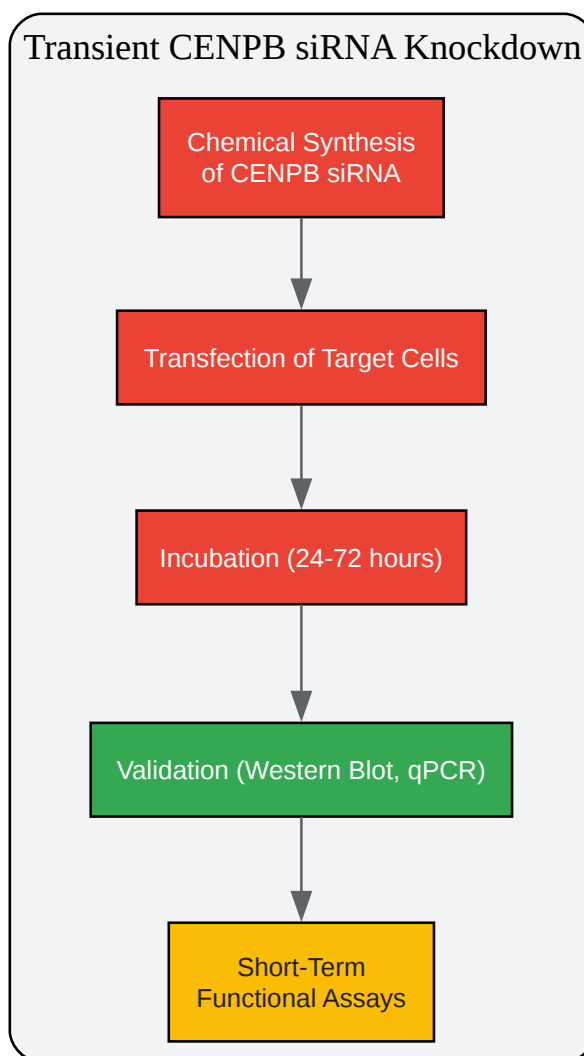 Transient CENPB siRNA Knockdown
Chemical Synthesis
of CENPB siRNA
Transfection of Target Cells
Incubation (24-72 hours)
Validation (Western Blot, qPCR)
Short-Term
Functional Assays